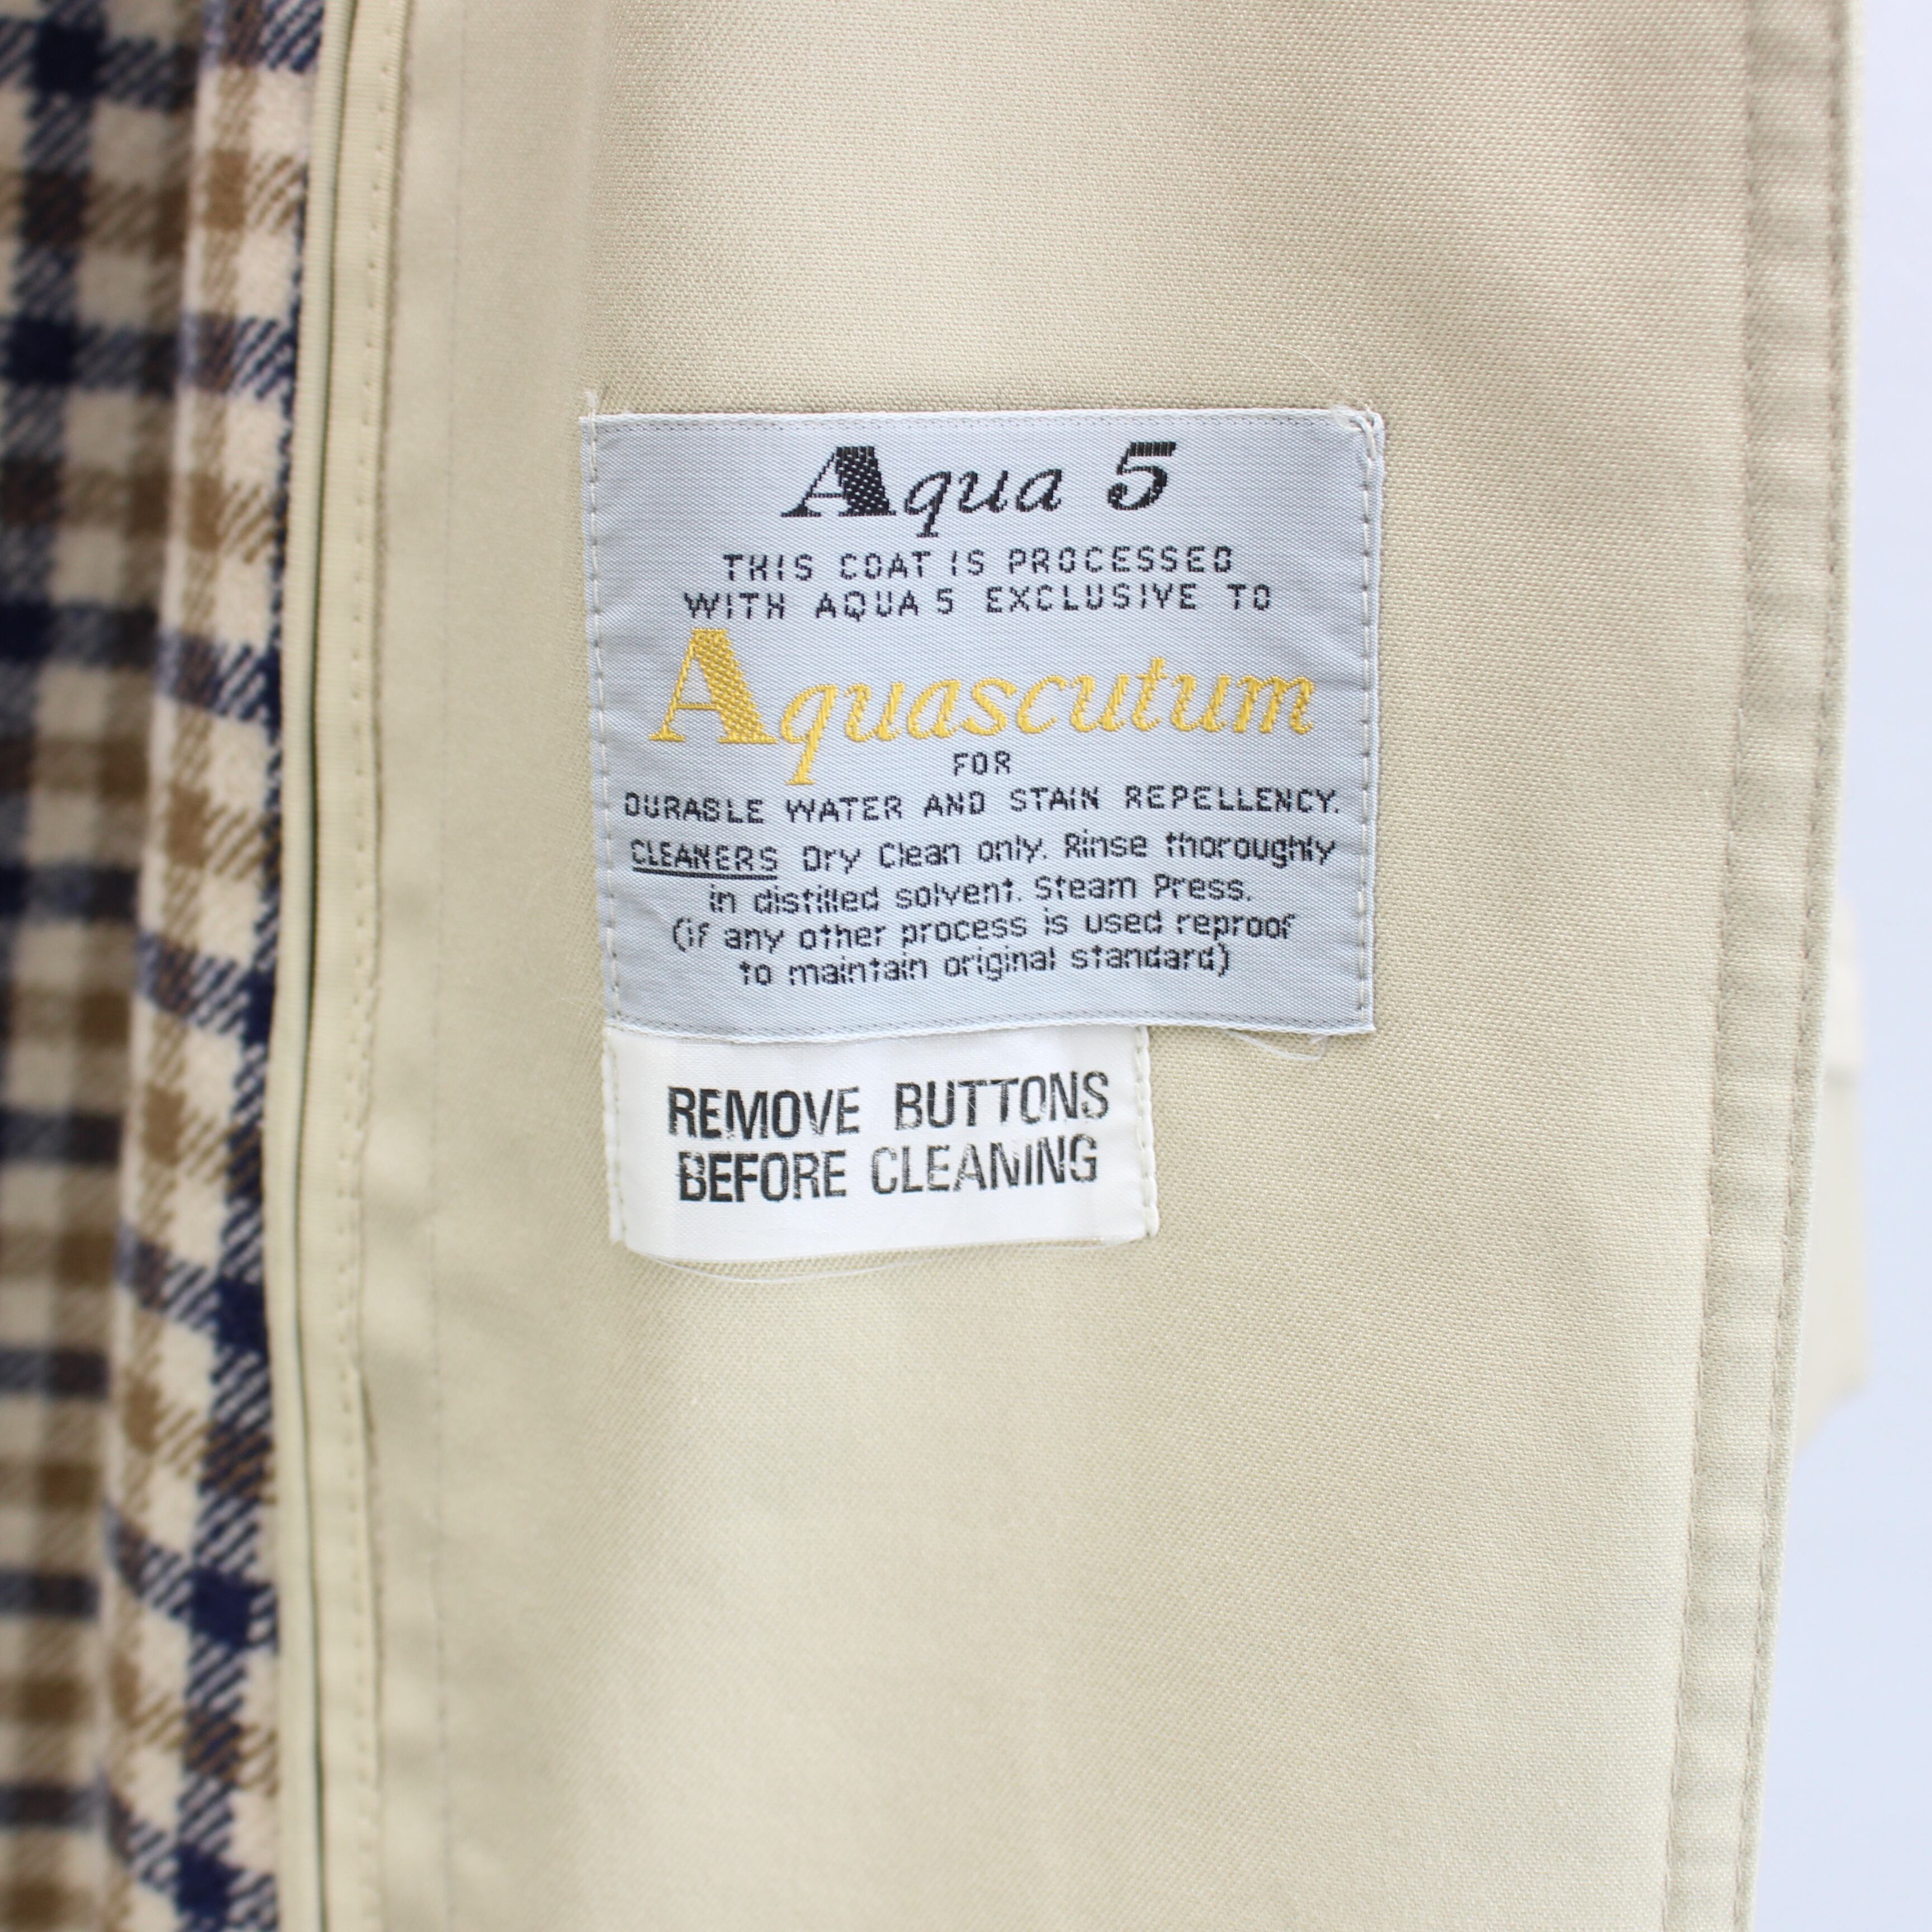 Aqua 5
THIS COAT IS PROCESSED
WITH AQUA 5 EXCLUSIVE TO
Aquascutum
FOR
DURABLE WATER AND STAIN REPELLENCY.
CLEANERS Dry Clean only. Rinse thoroughly
in distilled solvent. Steam Press.
(if any other process is used reproof
to maintain original standard)
REMOVE BUTTONS
BEFORE CLEANING